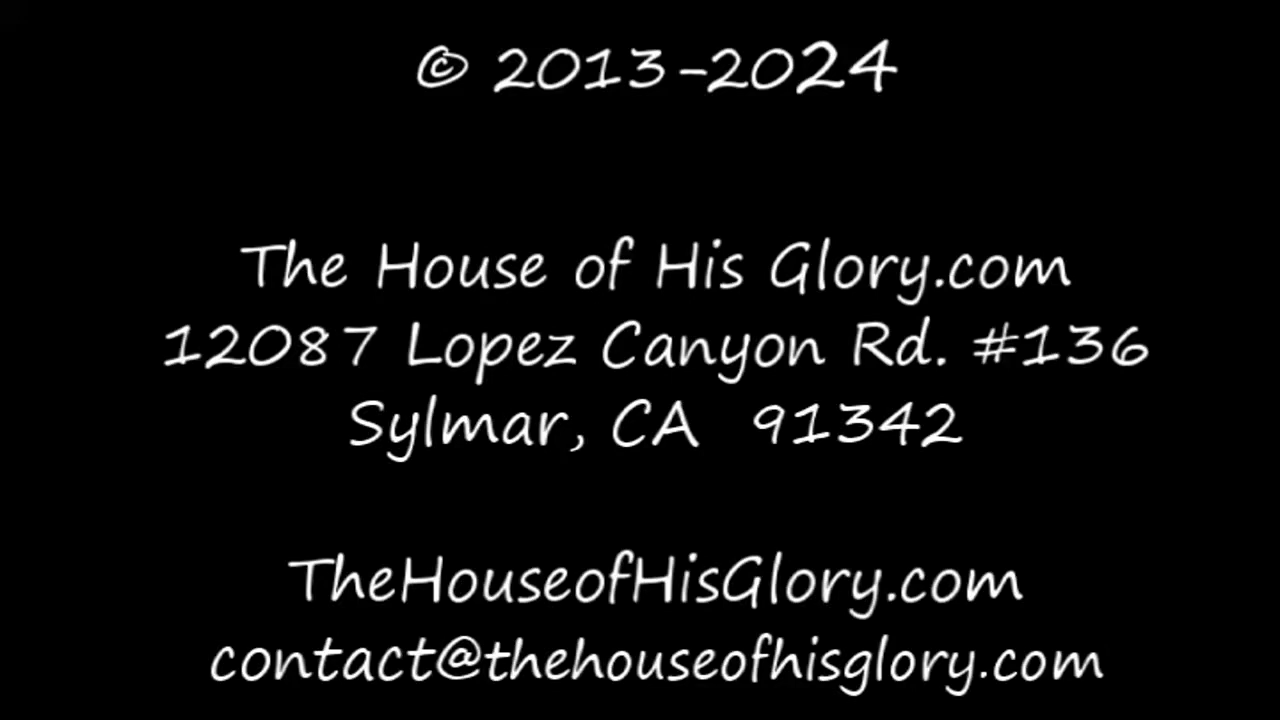 © 2013-2024
The House of His Glory.com
12087 Lopez Canyon Rd. #136
Sylmar, CA 91342
TheHouseofHisGlory.com
contact@thehouseofhisglory.com